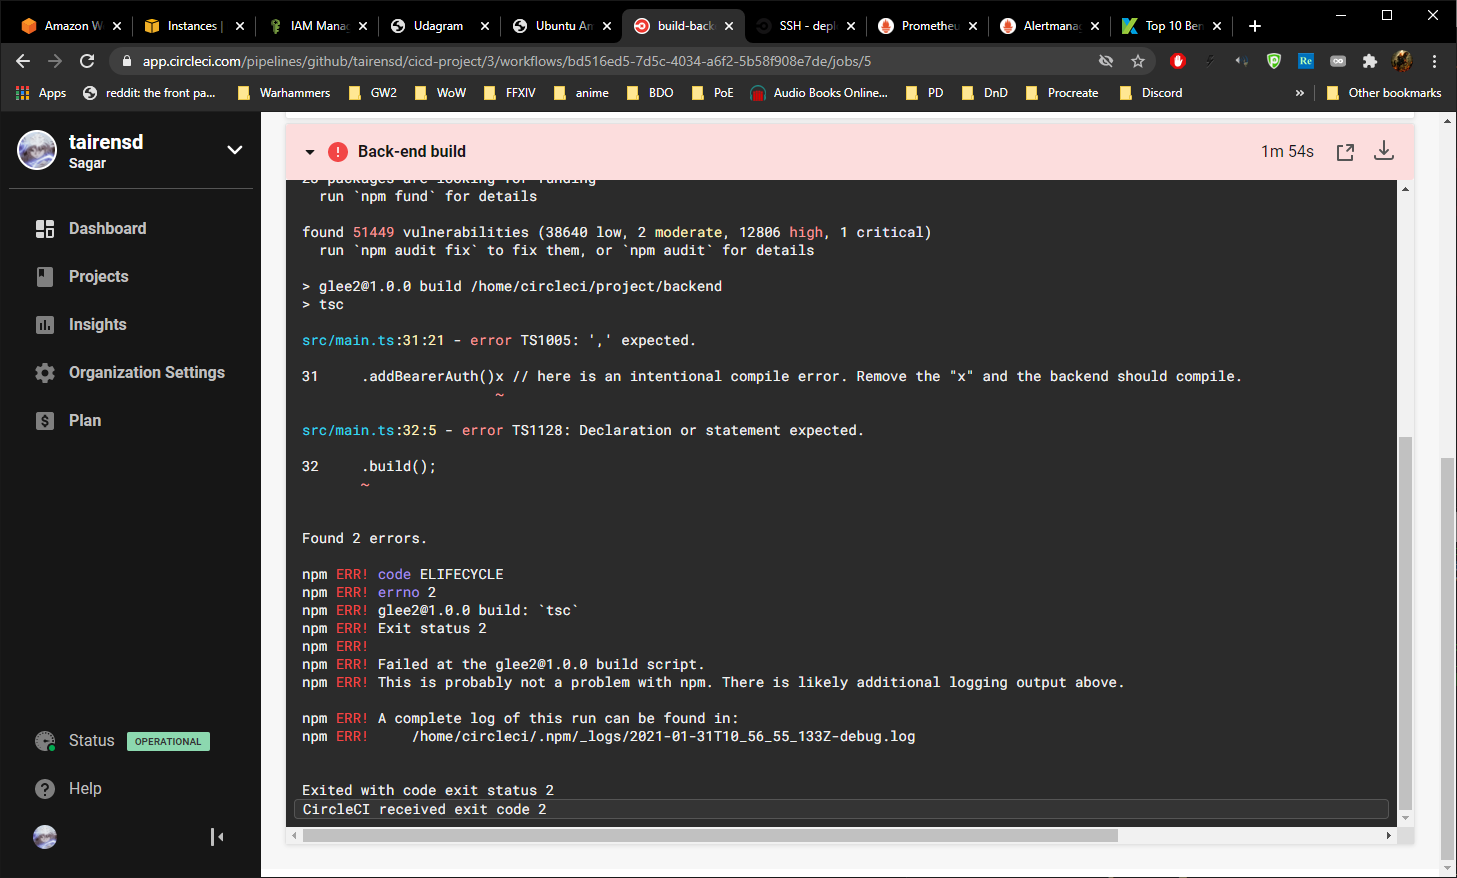 Amazon W
Instances |
IAM Manag
Udagram
Ubuntu Am
build-back
SSH - depl
Prometheu
Alertmana
Top 10 Ben
app.circleci.com/pipelines/github/tairensd/cicd-project/3/workflows/bd516ed5-7d5c-4034-a6f2-5b58f908e7de/jobs/5
Apps
reddit: the front pa...
Warhammers
GW2
WoW
FFXIV
anime
BDO
PoE
Audio Books Online...
PD
DnD
Procreate
Discord
»
Other bookmarks
tairensd
Sagar
Dashboard
Projects
Insights
Organization Settings
Plan
Status OPERATIONAL
Help
Back-end build
1m 54s
packages are looking for funding
run `npm fund` for details
found 51449 vulnerabilities (38640 low, 2 moderate, 12806 high, 1 critical)
run `npm audit fix` to fix them, or `npm audit` for details
> glee2@1.0.0 build /home/circleci/project/backend
> tsc
src/main.ts:31:21 - error TS1005: ',' expected.
31     .addBearerAuth()x // here is an intentional compile error. Remove the "x" and the backend should compile.
~
src/main.ts:32:5 - error TS1128: Declaration or statement expected.
32     .build();
~
Found 2 errors.
npm ERR! code ELIFECYCLE
npm ERR! errno 2
npm ERR! glee2@1.0.0 build: `tsc`
npm ERR! Exit status 2
npm ERR!
npm ERR! Failed at the glee2@1.0.0 build script.
npm ERR! This is probably not a problem with npm. There is likely additional logging output above.
npm ERR! A complete log of this run can be found in:
npm ERR!     /home/circleci/.npm/_logs/2021-01-31T10_56_55_133Z-debug.log
Exited with code exit status 2
CircleCI received exit code 2